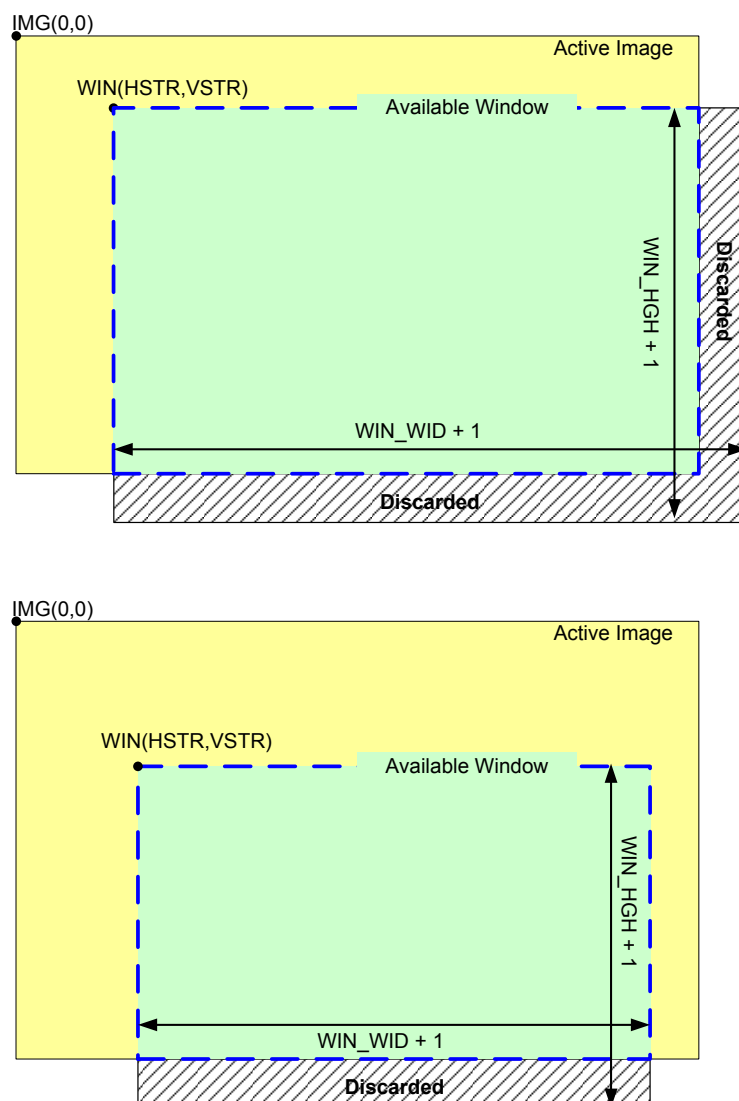 IMG(0,0)
Active Image
WIN(HSTR,VSTR)
Available Window
WIN_HGH + 1
Discarded
WIN_WID + 1
Discarded
IMG(0,0)
Active Image
WIN(HSTR,VSTR)
Available Window
WIN_HGH + 1
WIN_WID + 1
Discarded